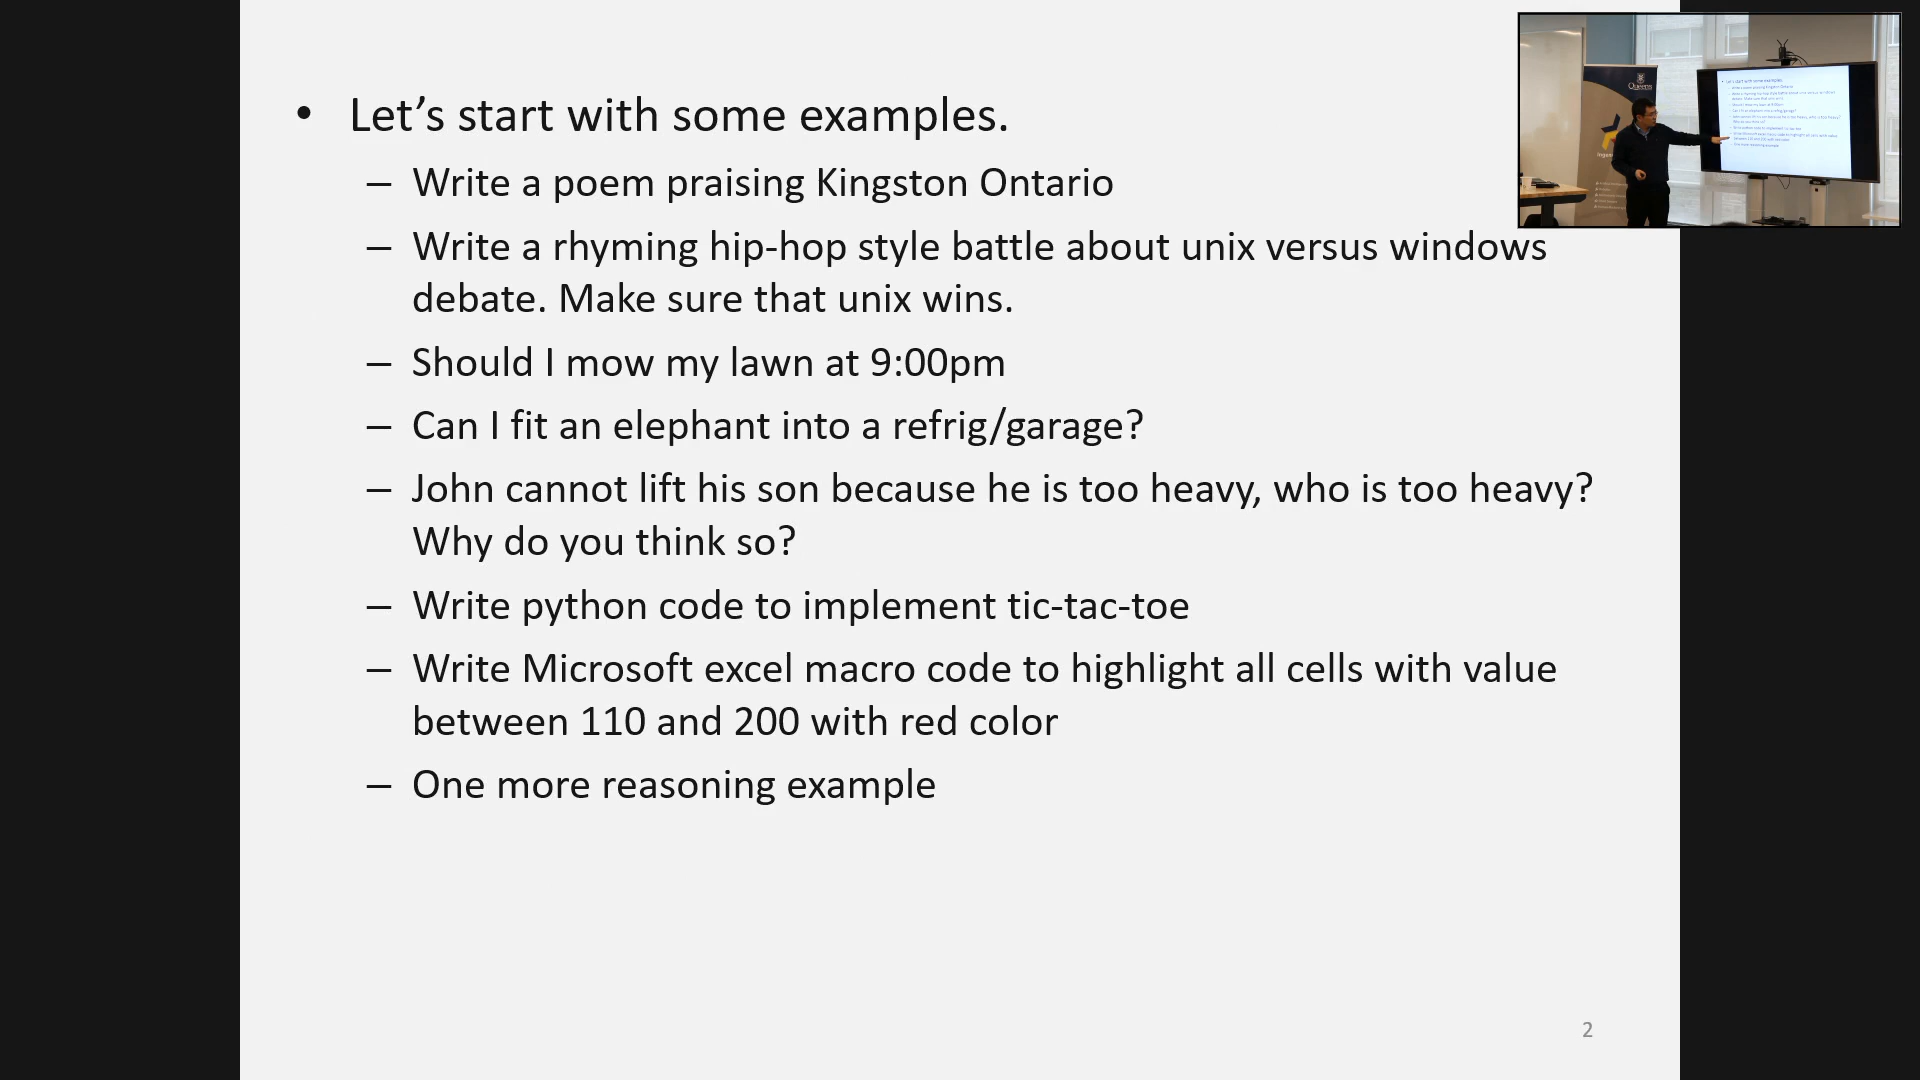 • Let’s start with some examples.
– Write a poem praising Kingston Ontario
– Write a rhyming hip-hop style battle about unix versus windows
debate. Make sure that unix wins.
– Should I mow my lawn at 9:00pm
– Can I fit an elephant into a refrig/garage?
– John cannot lift his son because he is too heavy, who is too heavy?
Why do you think so?
– Write python code to implement tic-tac-toe
– Write Microsoft excel macro code to highlight all cells with value
between 110 and 200 with red color
– One more reasoning example
2
Queen's